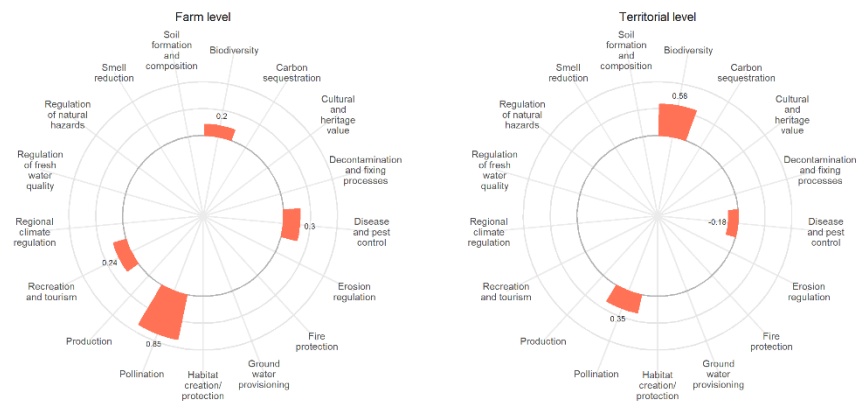 Farm level
Soil
formation
and
composition
Biodiversity
Carbon
sequestration
Cultural
and
heritage
value
Decontamination
and fixing
processes
Disease
and pest
control
Erosion
regulation
Fire
protection
Ground
water
provisioning
Habitat
creation/
protection
Pollination
Production
Recreation
and tourism
Regional
climate
regulation
Regulation
of fresh
water
quality
Regulation
of natural
hazards
Smell
reduction
0.2
0.3
0.85
0.24
Territorial level
Soil
formation
and
composition
Biodiversity
Carbon
sequestration
Cultural
and
heritage
value
Decontamination
and fixing
processes
Disease
and pest
control
Erosion
regulation
Fire
protection
Ground
water
provisioning
Habitat
creation/
protection
Pollination
Production
Recreation
and tourism
Regional
climate
regulation
Regulation
of fresh
water
quality
Regulation
of natural
hazards
Smell
reduction
0.56
-0.18
0.35